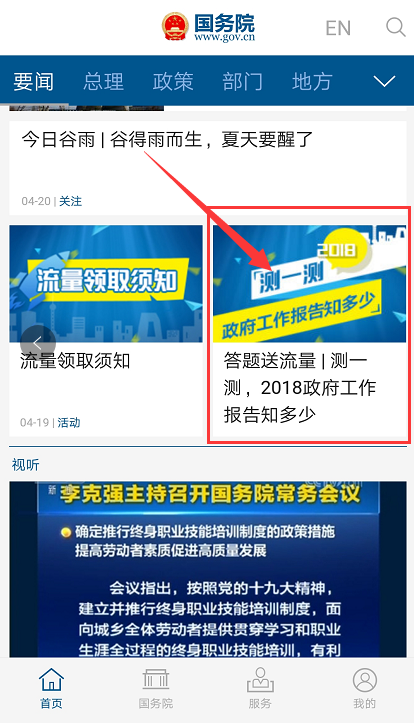 国务院
www.gov.cn
EN
要闻 总理 政策 部门 地方
今日谷雨 | 谷得雨而生，夏天要醒了
04-20 | 关注
流量领取须知
2018
「测一测
政府工作报告知多少」
流量领取须知
答题送流量 | 测一
测，2018政府工作
报告知多少
04-19 | 活动
视听
李克强主持召开国务院常务会议
确定推行终身职业技能培训制度的政策措施
提高劳动者素质促进高质量发展
会议指出，按照党的十九大精神，
建立并推行终身职业技能培训制度，面
向城乡全体劳动者提供贯穿学习和职业
生涯全过程的终身职业技能培训，有利
首页 国务院 服务 我的